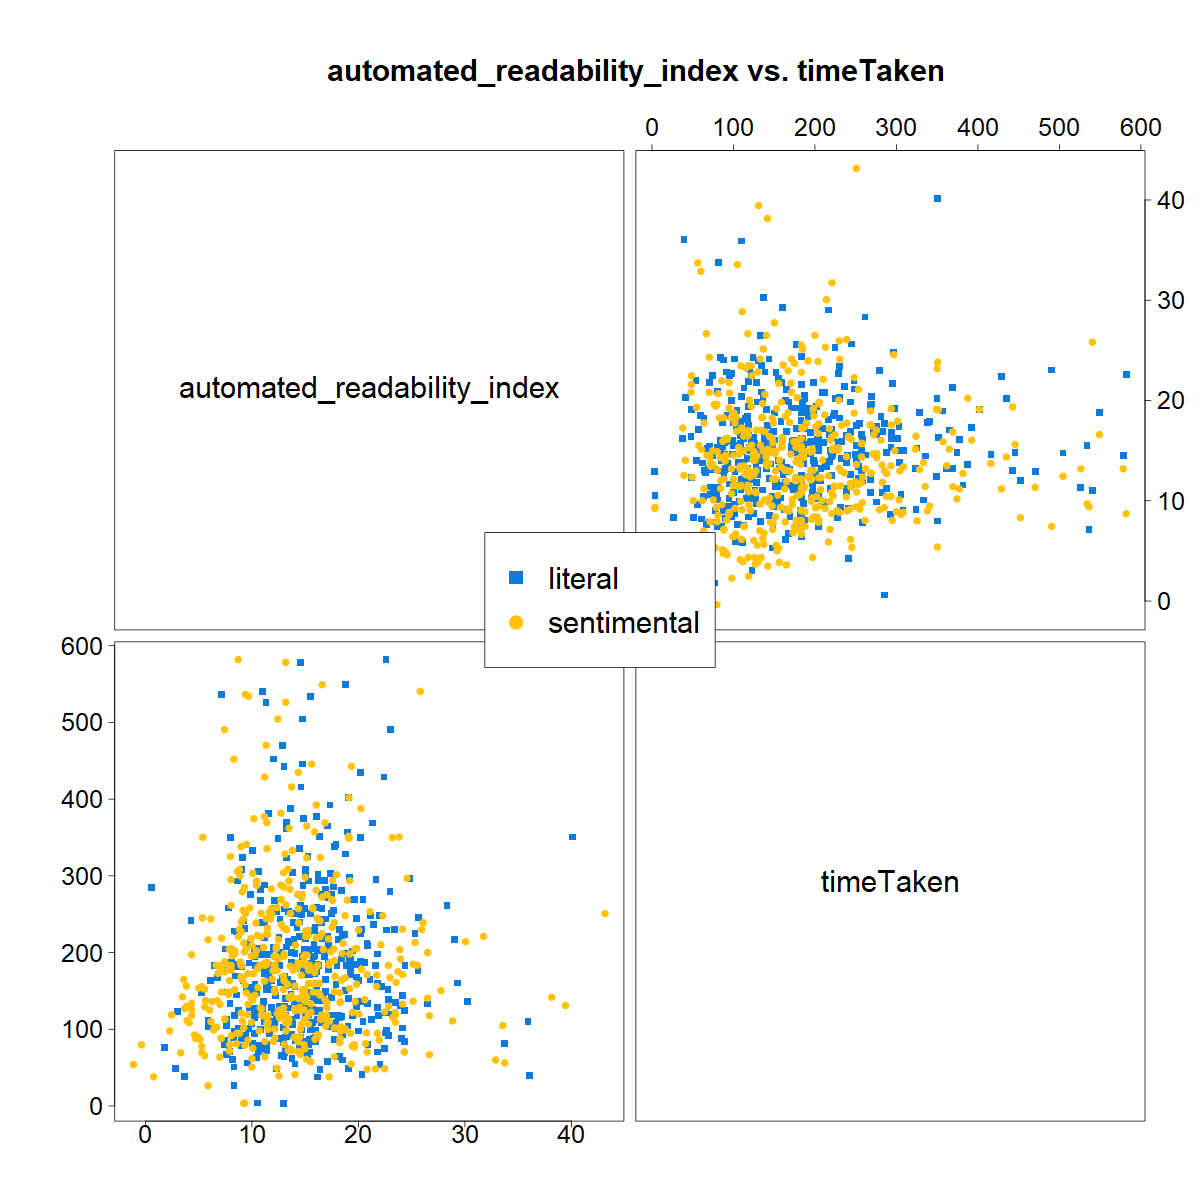 automated_readability_index vs. timeTaken
0 100 200 300 400 500 600
40
30
automated_readability_index
20
10
literal
0
sentimental
600
500
400
300
timeTaken
200
100
0
0 10 20 30 40